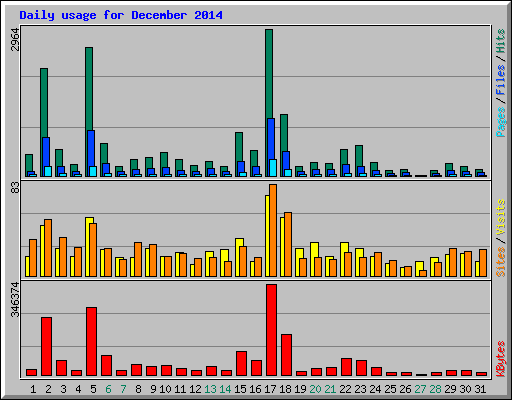 Daily usage for December 2014
2964
Pages / Files / Hits
83
Sites / Visits
346374
KBytes
1 2 3 4 5 6 7 8 9 10 11 12 13 14 15 16 17 18 19 20 21 22 23 24 25 26 27 28 29 30 31